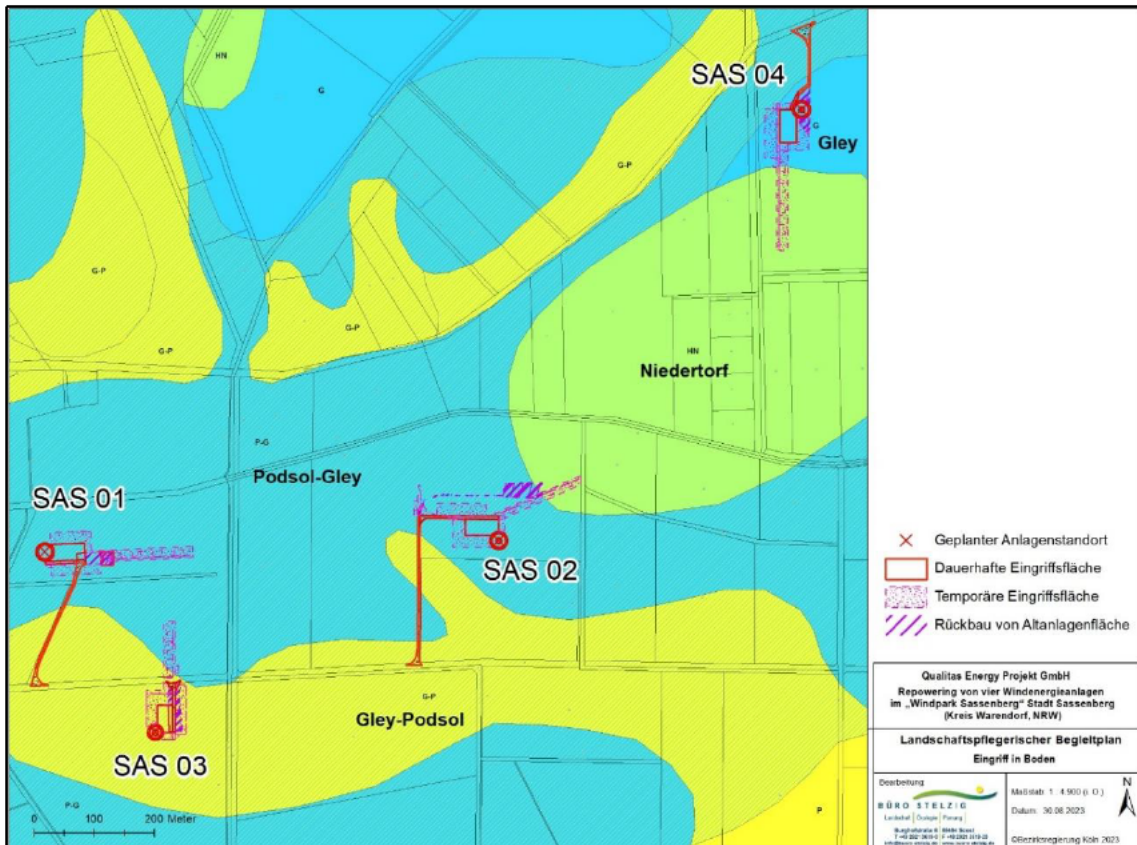 SAS 04
HN
G
G
Gley
G-P
G-P
G-P
G-P
HN
Niedertorf
P-G
Podsol-Gley
SAS 01
SAS 02
G-P
Gley-Podsol
SAS 03
P-G
P
0 100 200 Meter
Geplanter Anlagenstandort
Dauerhafte Eingriffsfläche
Temporäre Eingriffsfläche
Rückbau von Altanlagenfläche
Qualitas Energy Projekt GmbH
Repowering von vier Windenergieanlagen
im „Windpark Sassenberg“ Stadt Sassenberg
(Kreis Warendorf, NRW)
Landschaftspflegerischer Begleitplan
Eingriff in Boden
Bearbeitung:
BÜRO STELZIG
Landschaft | Ökologie | Planung
Maßstab: 1 : 4.900 (i. O.)
Datum: 30.08.2023
N
©Bezirksregierung Köln 2023